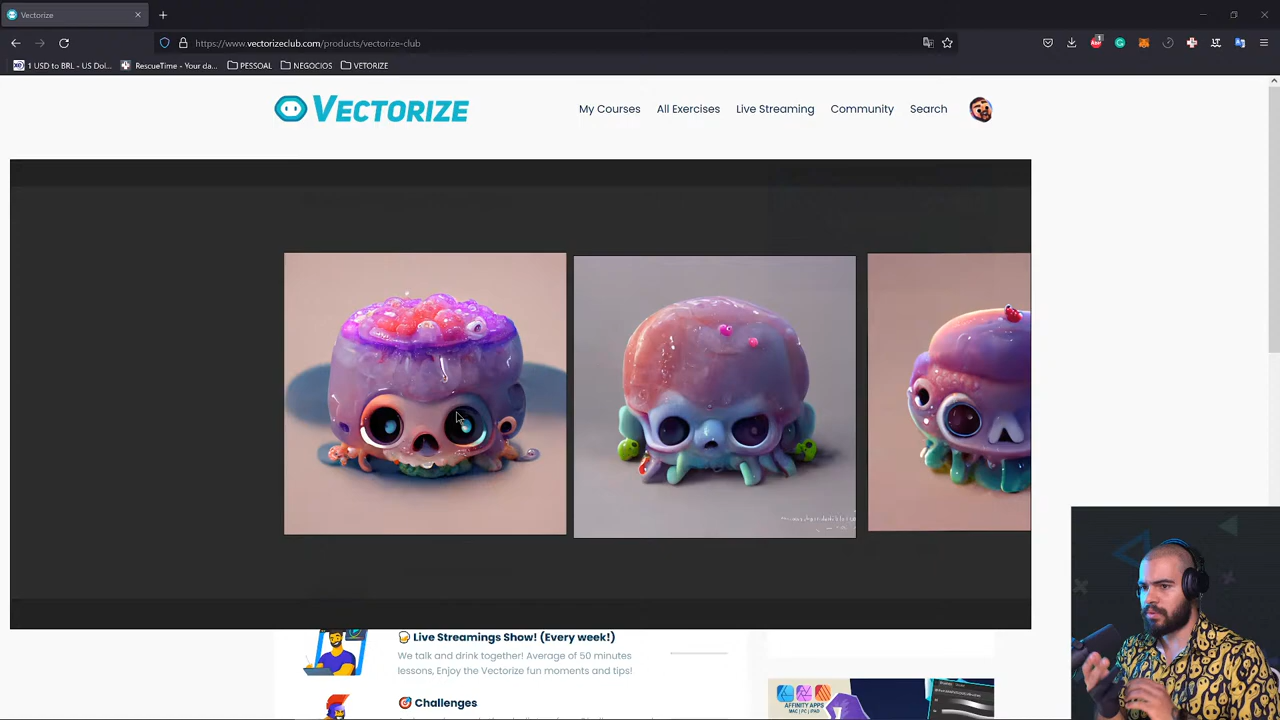 Vectorize
https://www.vectorizeclub.com/products/vectorize-club
1 USD to BRL - US Dol...
RescueTime - Your da...
PESSOAL
NEGOCIOS
VETORIZE
VECTORIZE
My Courses
All Exercises
Live Streaming
Community
Search
Live Streamings Show! (Every week!)
We talk and drink together! Average of 50 minutes
lessons, Enjoy the Vectorize fun moments and tips!
Challenges
AFFINITY APPS
MAC | PC | IPAD